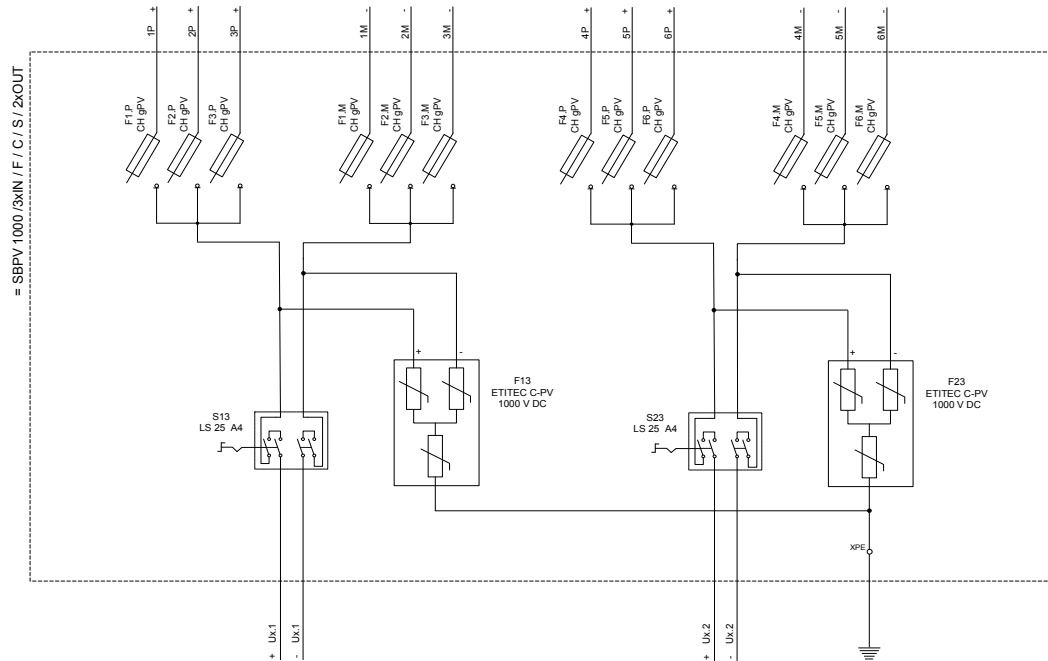 1P +
2P +
3P +
1M -
2M -
3M -
4P +
5P +
6P +
4M -
5M -
6M -
= SBPV 1000 /3xIN / F / C / S / 2xOUT
F1.P
CH gPV
F2.P
CH gPV
F3.P
CH gPV
F1.M
CH gPV
F2.M
CH gPV
F3.M
CH gPV
F4.P
CH gPV
F5.P
CH gPV
F6.P
CH gPV
F4.M
CH gPV
F5.M
CH gPV
F6.M
CH gPV
+ -
F13
ETITEC C-PV
1000 V DC
+ -
F23
ETITEC C-PV
1000 V DC
S13
LS 25 A4
S23
LS 25 A4
XPE
+ Ux.1
- Ux.1
+ Ux.2
- Ux.2